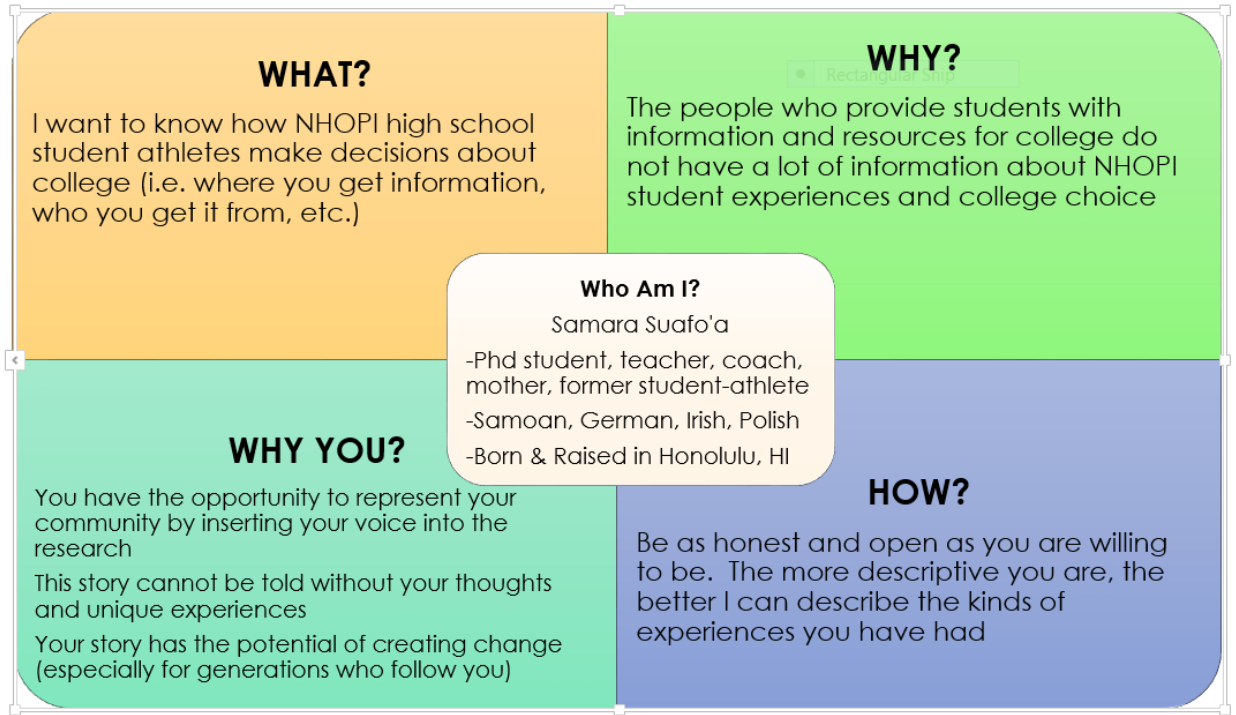 WHAT?
I want to know how NHOPI high school
student athletes make decisions about
college (i.e. where you get information,
who you get it from, etc.)
WHY?
Rectangular Snip
The people who provide students with
information and resources for college do
not have a lot of information about NHOPI
student experiences and college choice
Who Am I?
Samara Suafo'a
-Phd student, teacher, coach,
mother, former student-athlete
-Samoan, German, Irish, Polish
-Born & Raised in Honolulu, HI
WHY YOU?
You have the opportunity to represent your
community by inserting your voice into the
research
This story cannot be told without your thoughts
and unique experiences
Your story has the potential of creating change
(especially for generations who follow you)
HOW?
Be as honest and open as you are willing
to be.  The more descriptive you are, the
better I can describe the kinds of
experiences you have had